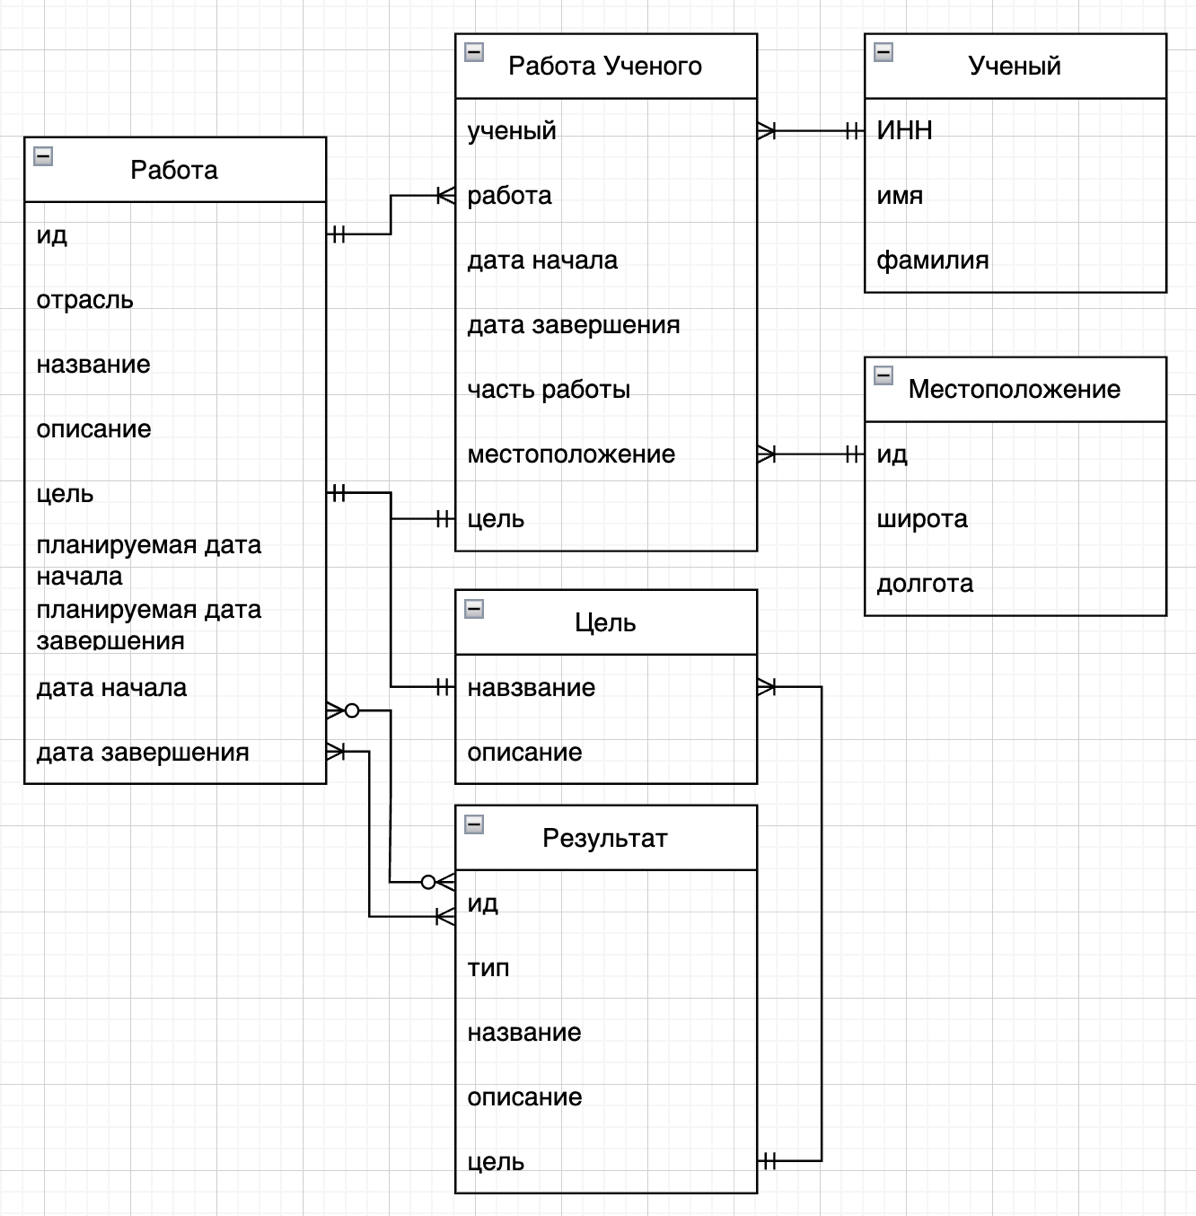 Работа
ид
отрасль
название
описание
цель
планируемая дата
начала
планируемая дата
завершения
дата начала
дата завершения
Работа Ученого
ученый
работа
дата начала
дата завершения
часть работы
местоположение
цель
Ученый
ИНН
имя
фамилия
Местоположение
ид
широта
долгота
Цель
навзвание
описание
Результат
ид
тип
название
описание
цель